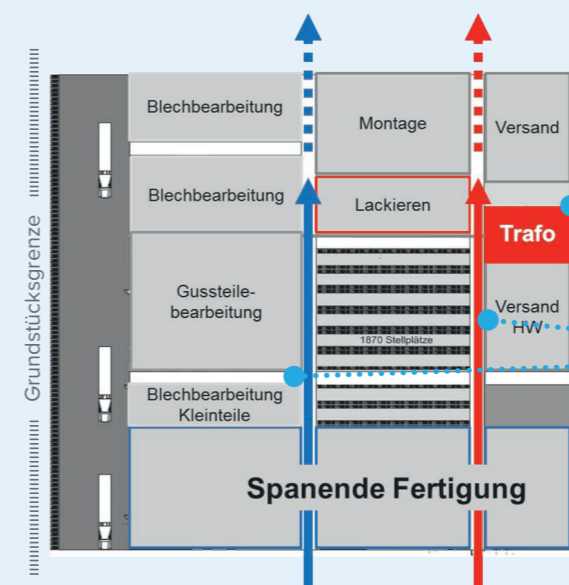 Blechbearbeitung
Montage
Versand
Blechbearbeitung
Lackieren
Trafo
Grundstücksgrenze
Gussteile-
bearbeitung
Versand
HW
1870 Stellplätze
Blechbearbeitung
Kleinteile
Spanende Fertigung